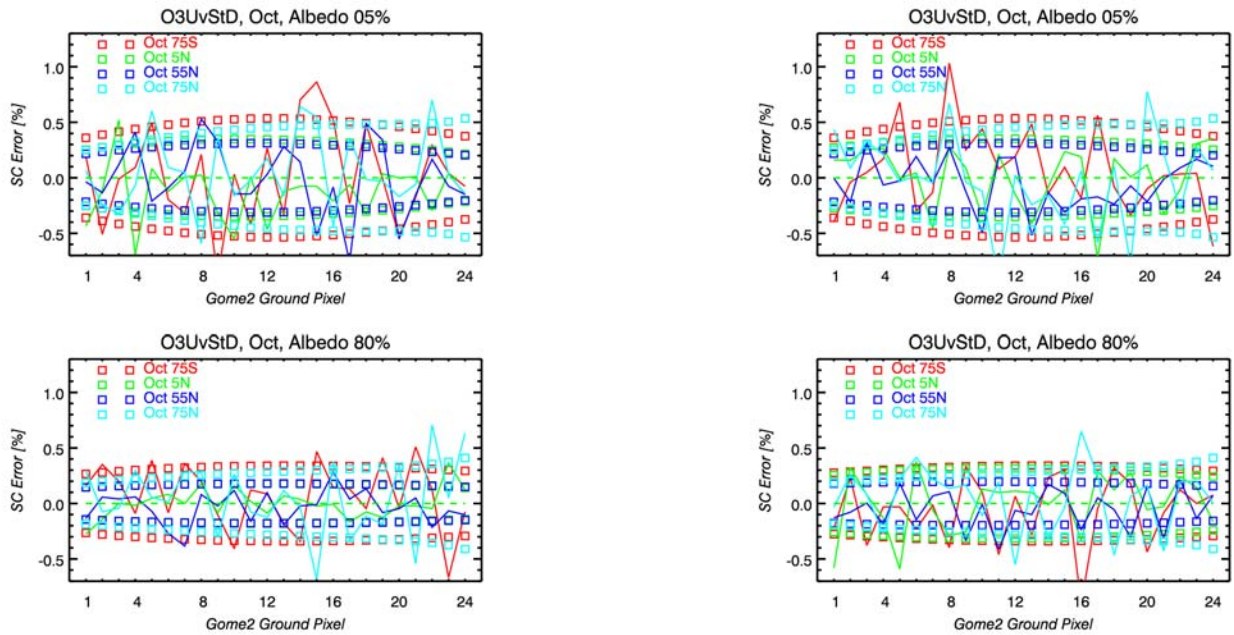 O3UvStD, Oct, Albedo 05%
Oct 75S
Oct 5N
Oct 55N
Oct 75N
1.0
0.5
0.0
-0.5
SC Error [%]
1 4 8 12 16 20 24
Gome2 Ground Pixel
O3UvStD, Oct, Albedo 05%
Oct 75S
Oct 5N
Oct 55N
Oct 75N
1.0
0.5
0.0
-0.5
SC Error [%]
1 4 8 12 16 20 24
Gome2 Ground Pixel
O3UvStD, Oct, Albedo 80%
Oct 75S
Oct 5N
Oct 55N
Oct 75N
1.0
0.5
0.0
-0.5
SC Error [%]
1 4 8 12 16 20 24
Gome2 Ground Pixel
O3UvStD, Oct, Albedo 80%
Oct 75S
Oct 5N
Oct 55N
Oct 75N
1.0
0.5
0.0
-0.5
SC Error [%]
1 4 8 12 16 20 24
Gome2 Ground Pixel